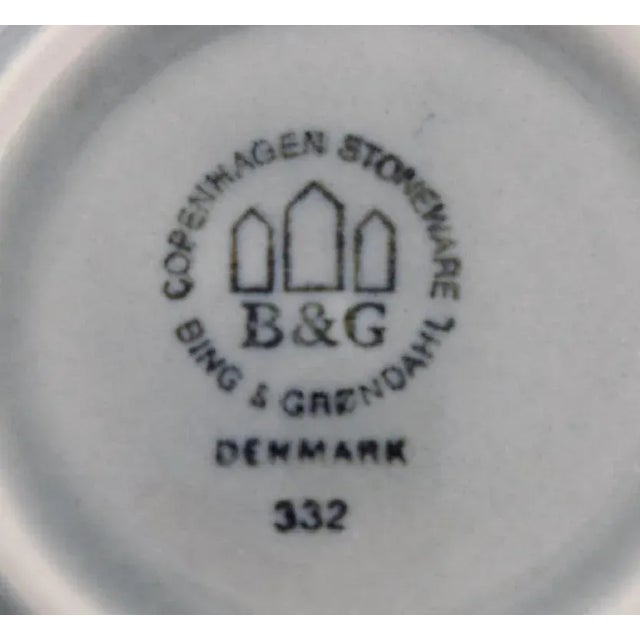 COPENHAGEN STONEWARE
B&G
BING & GRØNDAHL
DENMARK
332